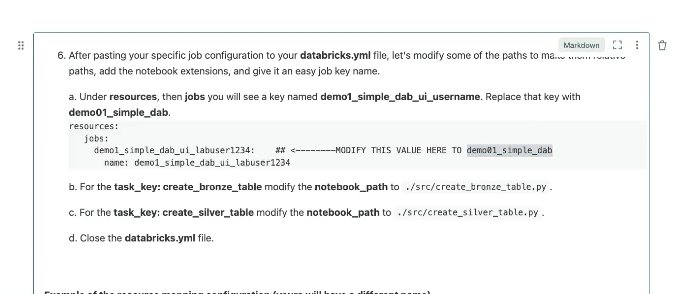 Markdown
6. After pasting your specific job configuration to your databricks.yml file, let's modify some of the paths to make them relative
paths, add the notebook extensions, and give it an easy job key name.
a. Under resources, then jobs you will see a key named demo1_simple_dab_ui_username. Replace that key with
demo01_simple_dab.
resources:
jobs:
demo1_simple_dab_ui_labuser1234: ## <--------MODIFY THIS VALUE HERE TO demo01_simple_dab
name: demo1_simple_dab_ui_labuser1234
b. For the task_key: create_bronze_table modify the notebook_path to ./src/create_bronze_table.py .
c. For the task_key: create_silver_table modify the notebook_path to ./src/create_silver_table.py .
d. Close the databricks.yml file.